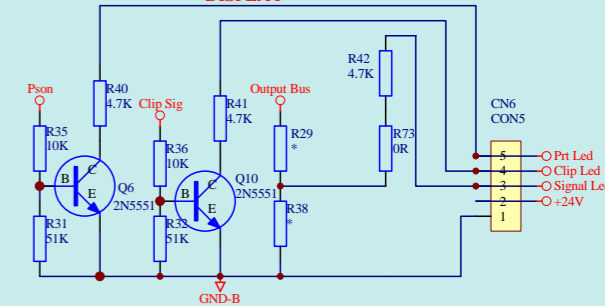 R42
4.7K
Pson
R40
4.7K
Clip Sig
R41
4.7K
Output Bus
CN6
CON5
R35
10K
R36
10K
R29
*
R73
0R
B
C
E
Q6
2N5551
B
C
E
Q10
2N5551
5
Prt Led
4
Clip Led
3
Signal Le
2
+24V
1
R31
51K
R32
51K
R38
*
GND-B